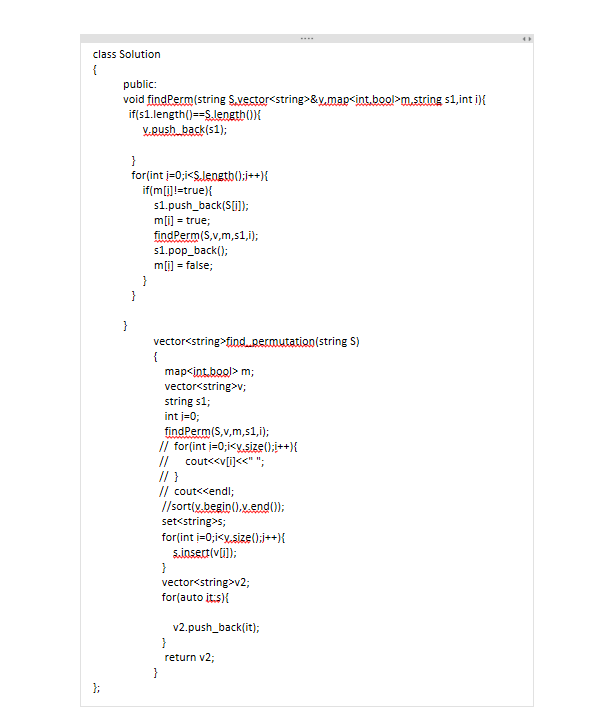 class Solution
{
public:
void findPerm(string S,vector<string>&v,map<int,bool>m,string s1,int i){
if(s1.length()==S.length()){
v.push_back(s1);
}
for(int i=0;i<S.length();i++){
if(m[i]!=true){
s1.push_back(S[i]);
m[i] = true;
findPerm(S,v,m,s1,i);
s1.pop_back();
m[i] = false;
}
}
}
vector<string>find_permutation(string S)
{
map<int,bool> m;
vector<string>v;
string s1;
int i=0;
findPerm(S,v,m,s1,i);
// for(int i=0;i<v.size();i++){
// cout<<v[i]<<" ";
// }
// cout<<endl;
//sort(v.begin(),v.end());
set<string>s;
for(int i=0;i<v.size();i++){
s.insert(v[i]);
}
vector<string>v2;
for(auto it:s){
v2.push_back(it);
}
return v2;
}
};